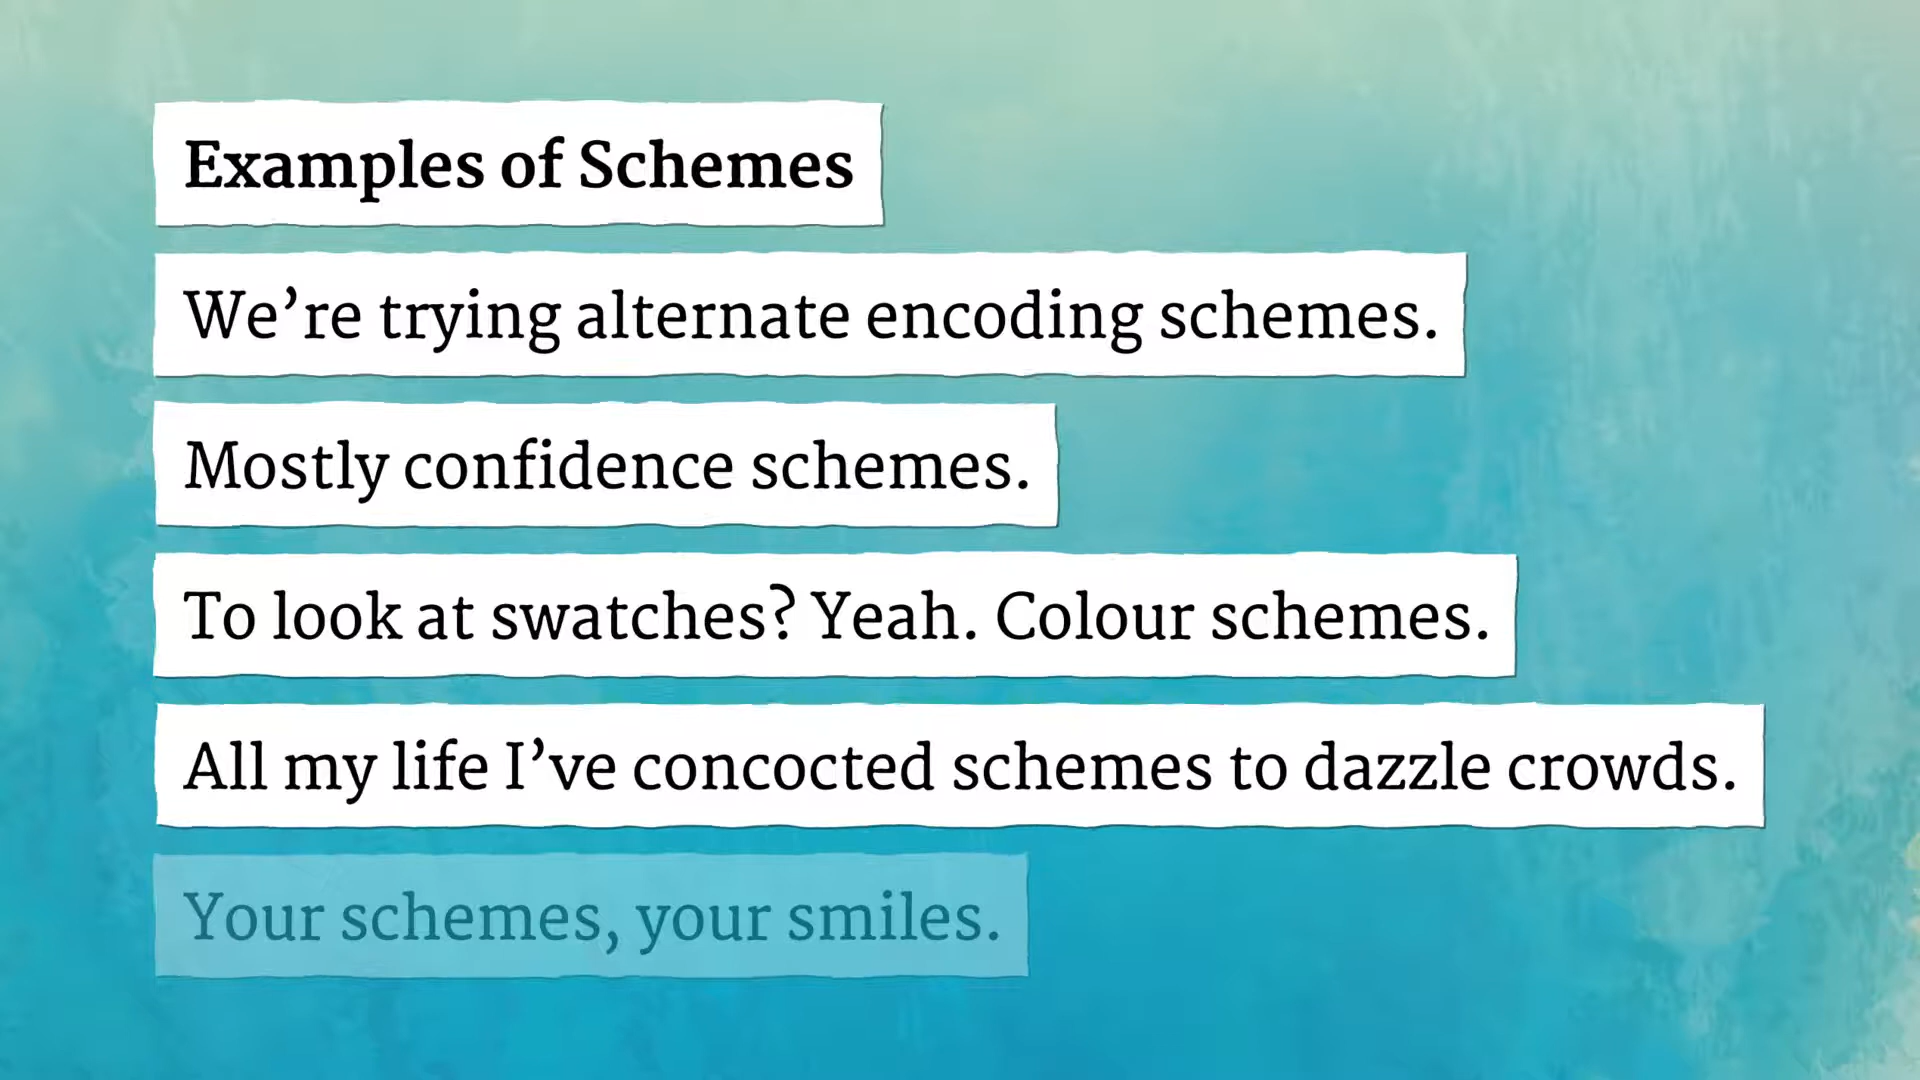 Examples of Schemes
We’re trying alternate encoding schemes.
Mostly confidence schemes.
To look at swatches? Yeah. Colour schemes.
All my life I’ve concocted schemes to dazzle crowds.
Your schemes, your smiles.